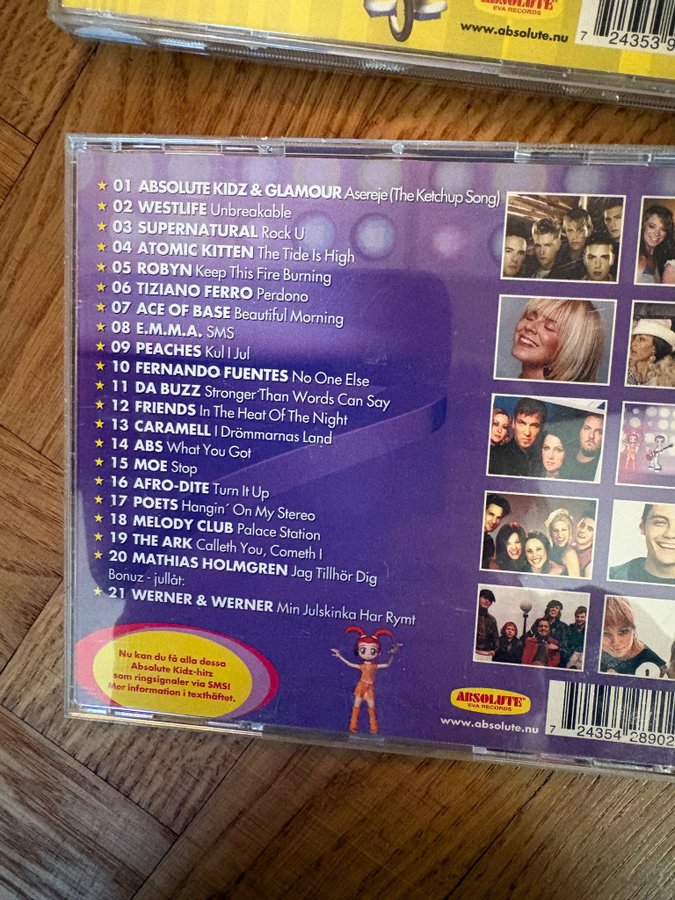 ABSOLUTE
EVA RECORDS
www.absolute.nu
7 24353 9
01 ABSOLUTE KIDZ & GLAMOUR Asereje (The Ketchup Song)
02 WESTLIFE Unbreakable
03 SUPERNATURAL Rock U
04 ATOMIC KITTEN The Tide Is High
05 ROBYN Keep This Fire Burning
06 TIZIANO FERRO Perdono
07 ACE OF BASE Beautiful Morning
08 E.M.M.A. SMS
09 PEACHES Kul I Jul
10 FERNANDO FUENTES No One Else
11 DA BUZZ Stronger Than Words Can Say
12 FRIENDS In The Heat Of The Night
13 CARAMELL I Drömmarnas Land
14 ABS What You Got
15 MOE Stop
16 AFRO-DITE Turn It Up
17 POETS Hangin´ On My Stereo
18 MELODY CLUB Palace Station
19 THE ARK Calleth You, Cometh I
20 MATHIAS HOLMGREN Jag Tillhör Dig
Bonuz - jullåt:
21 WERNER & WERNER Min Julskinka Har Rymt
Nu kan du få alla dessa
Absolute Kidz-hitz
som ringsignaler via SMS!
Mer information i texthäftet.
ABSOLUTE
EVA RECORDS
www.absolute.nu
7 24354 28902